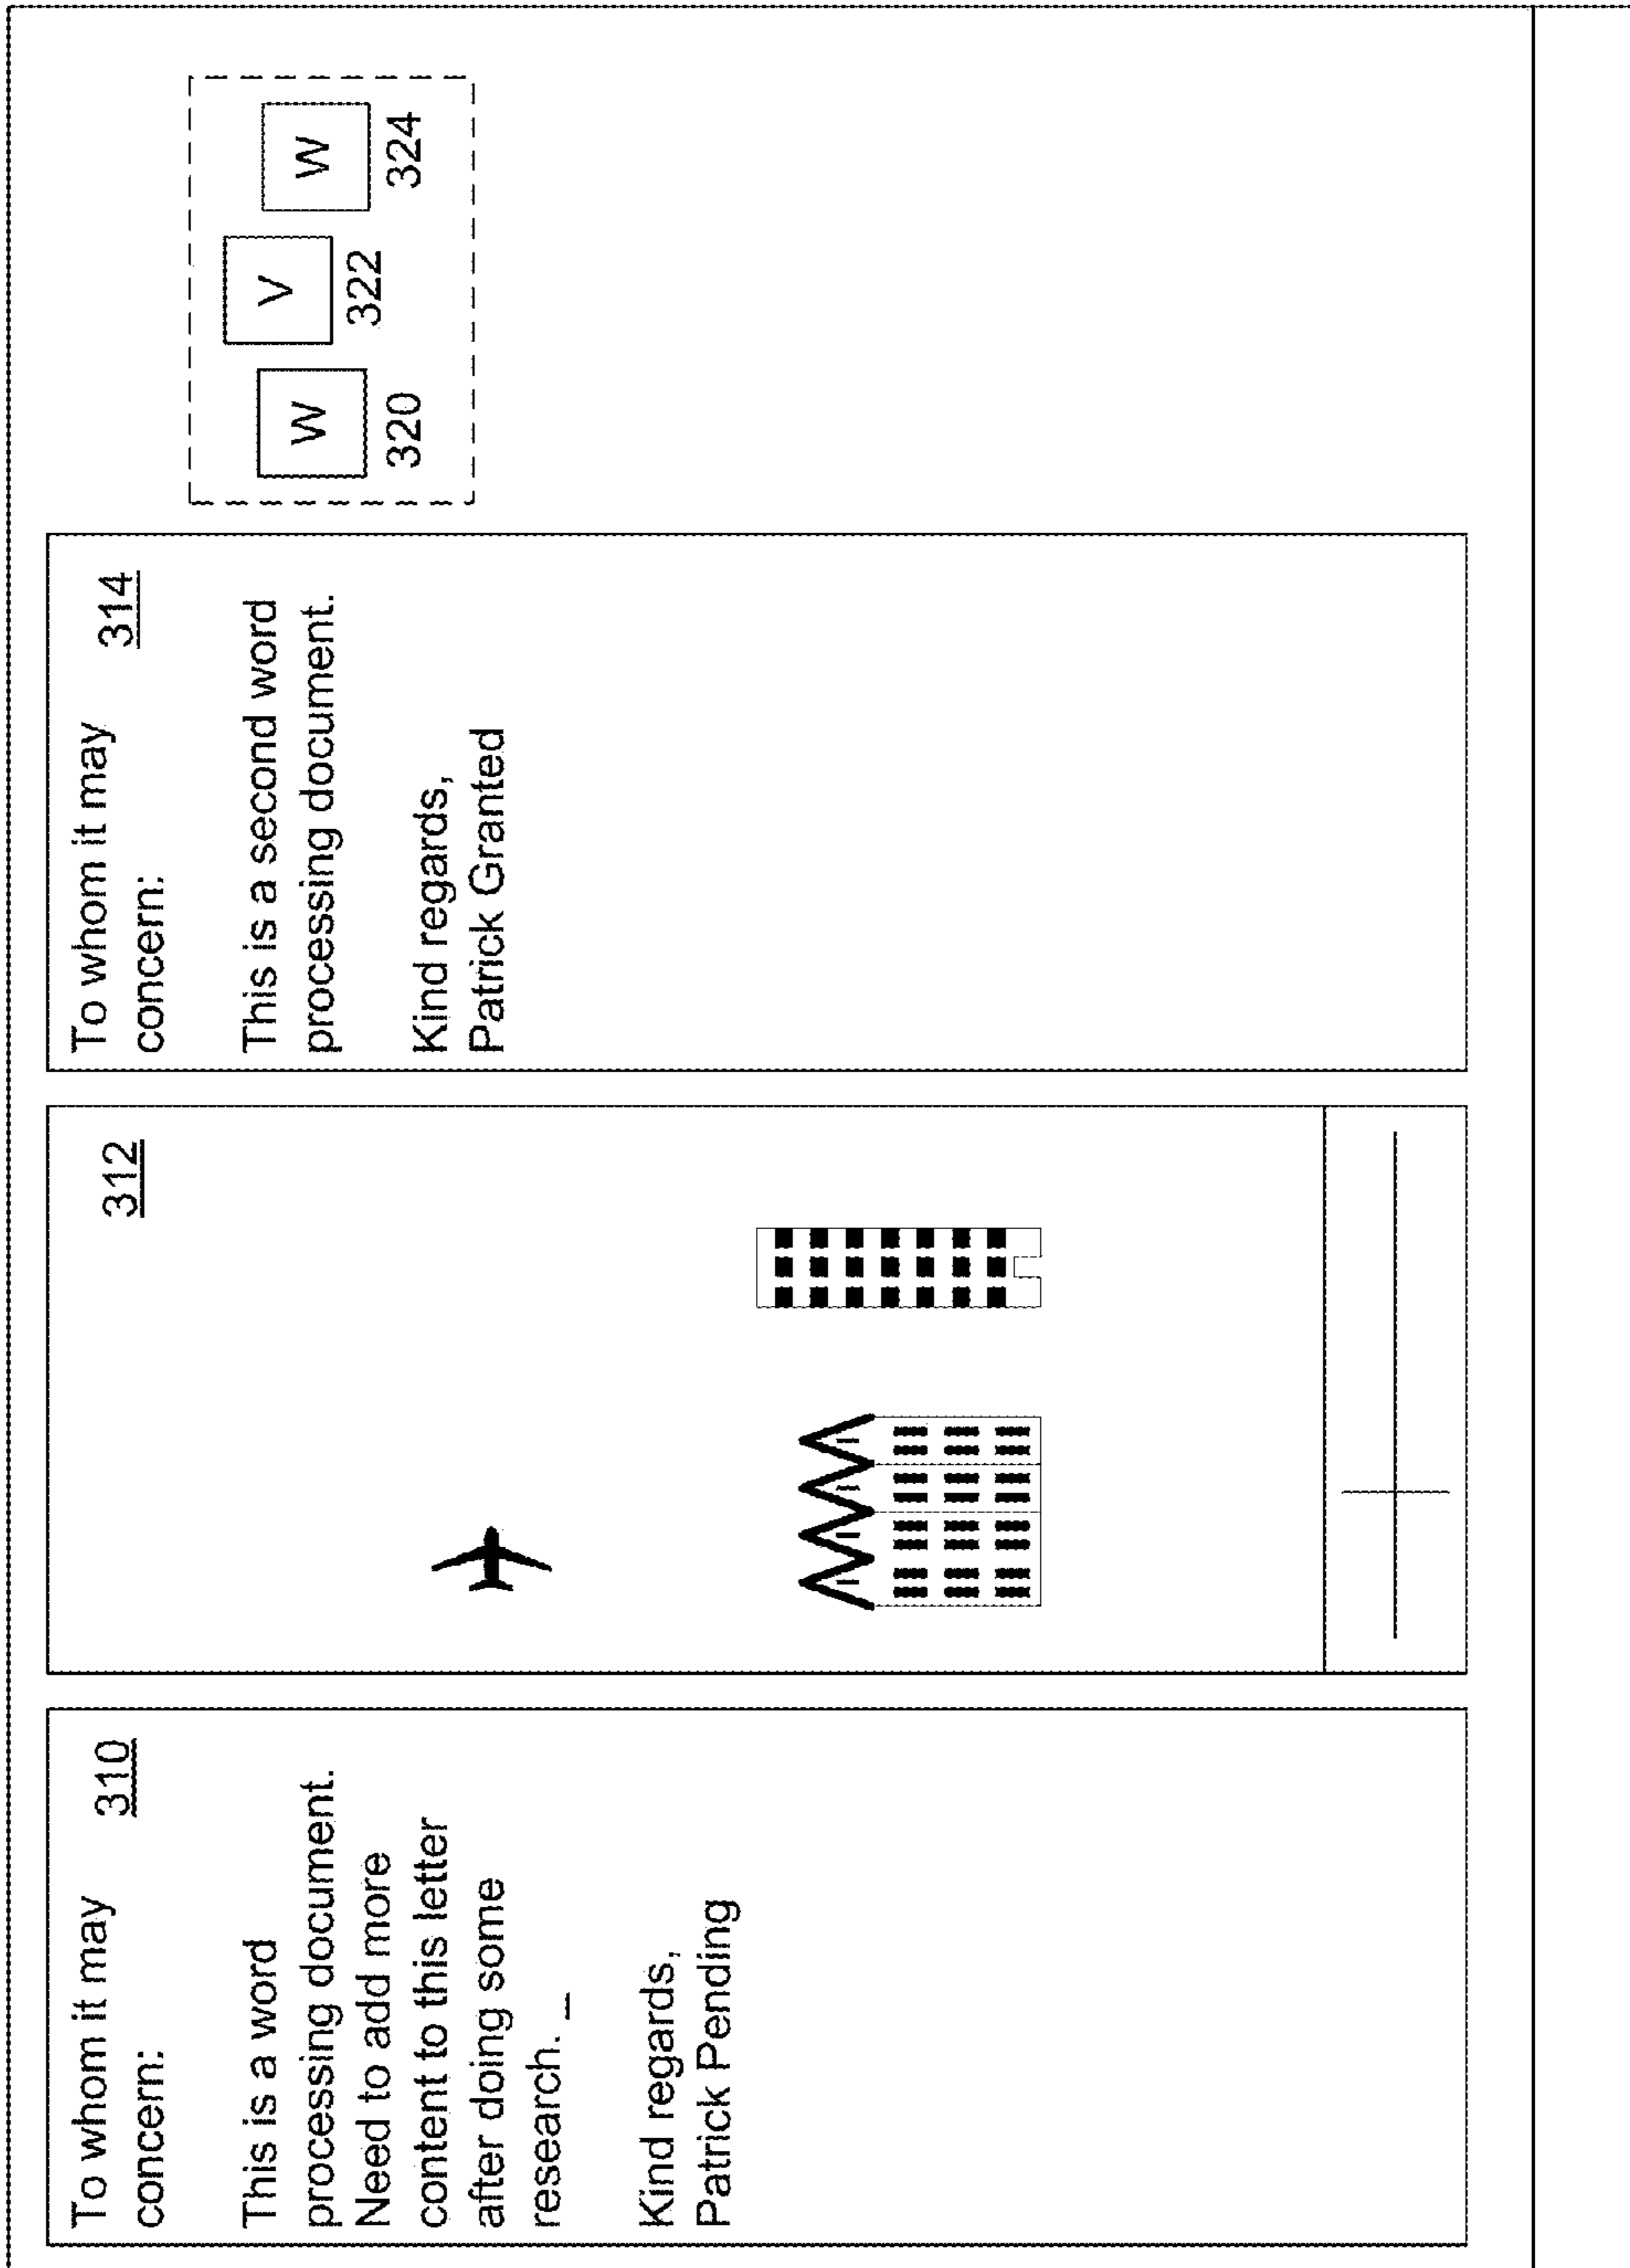 To whom it may
310
concern:
This is a word
processing document.
Need to add more
content to this letter
after doing some
research. _
Kind regards,
Patrick Pending
312
To whom it may
314
concern:
This is a second word
processing document.
Kind regards,
Patrick Granted
W
V
W
320
322
324